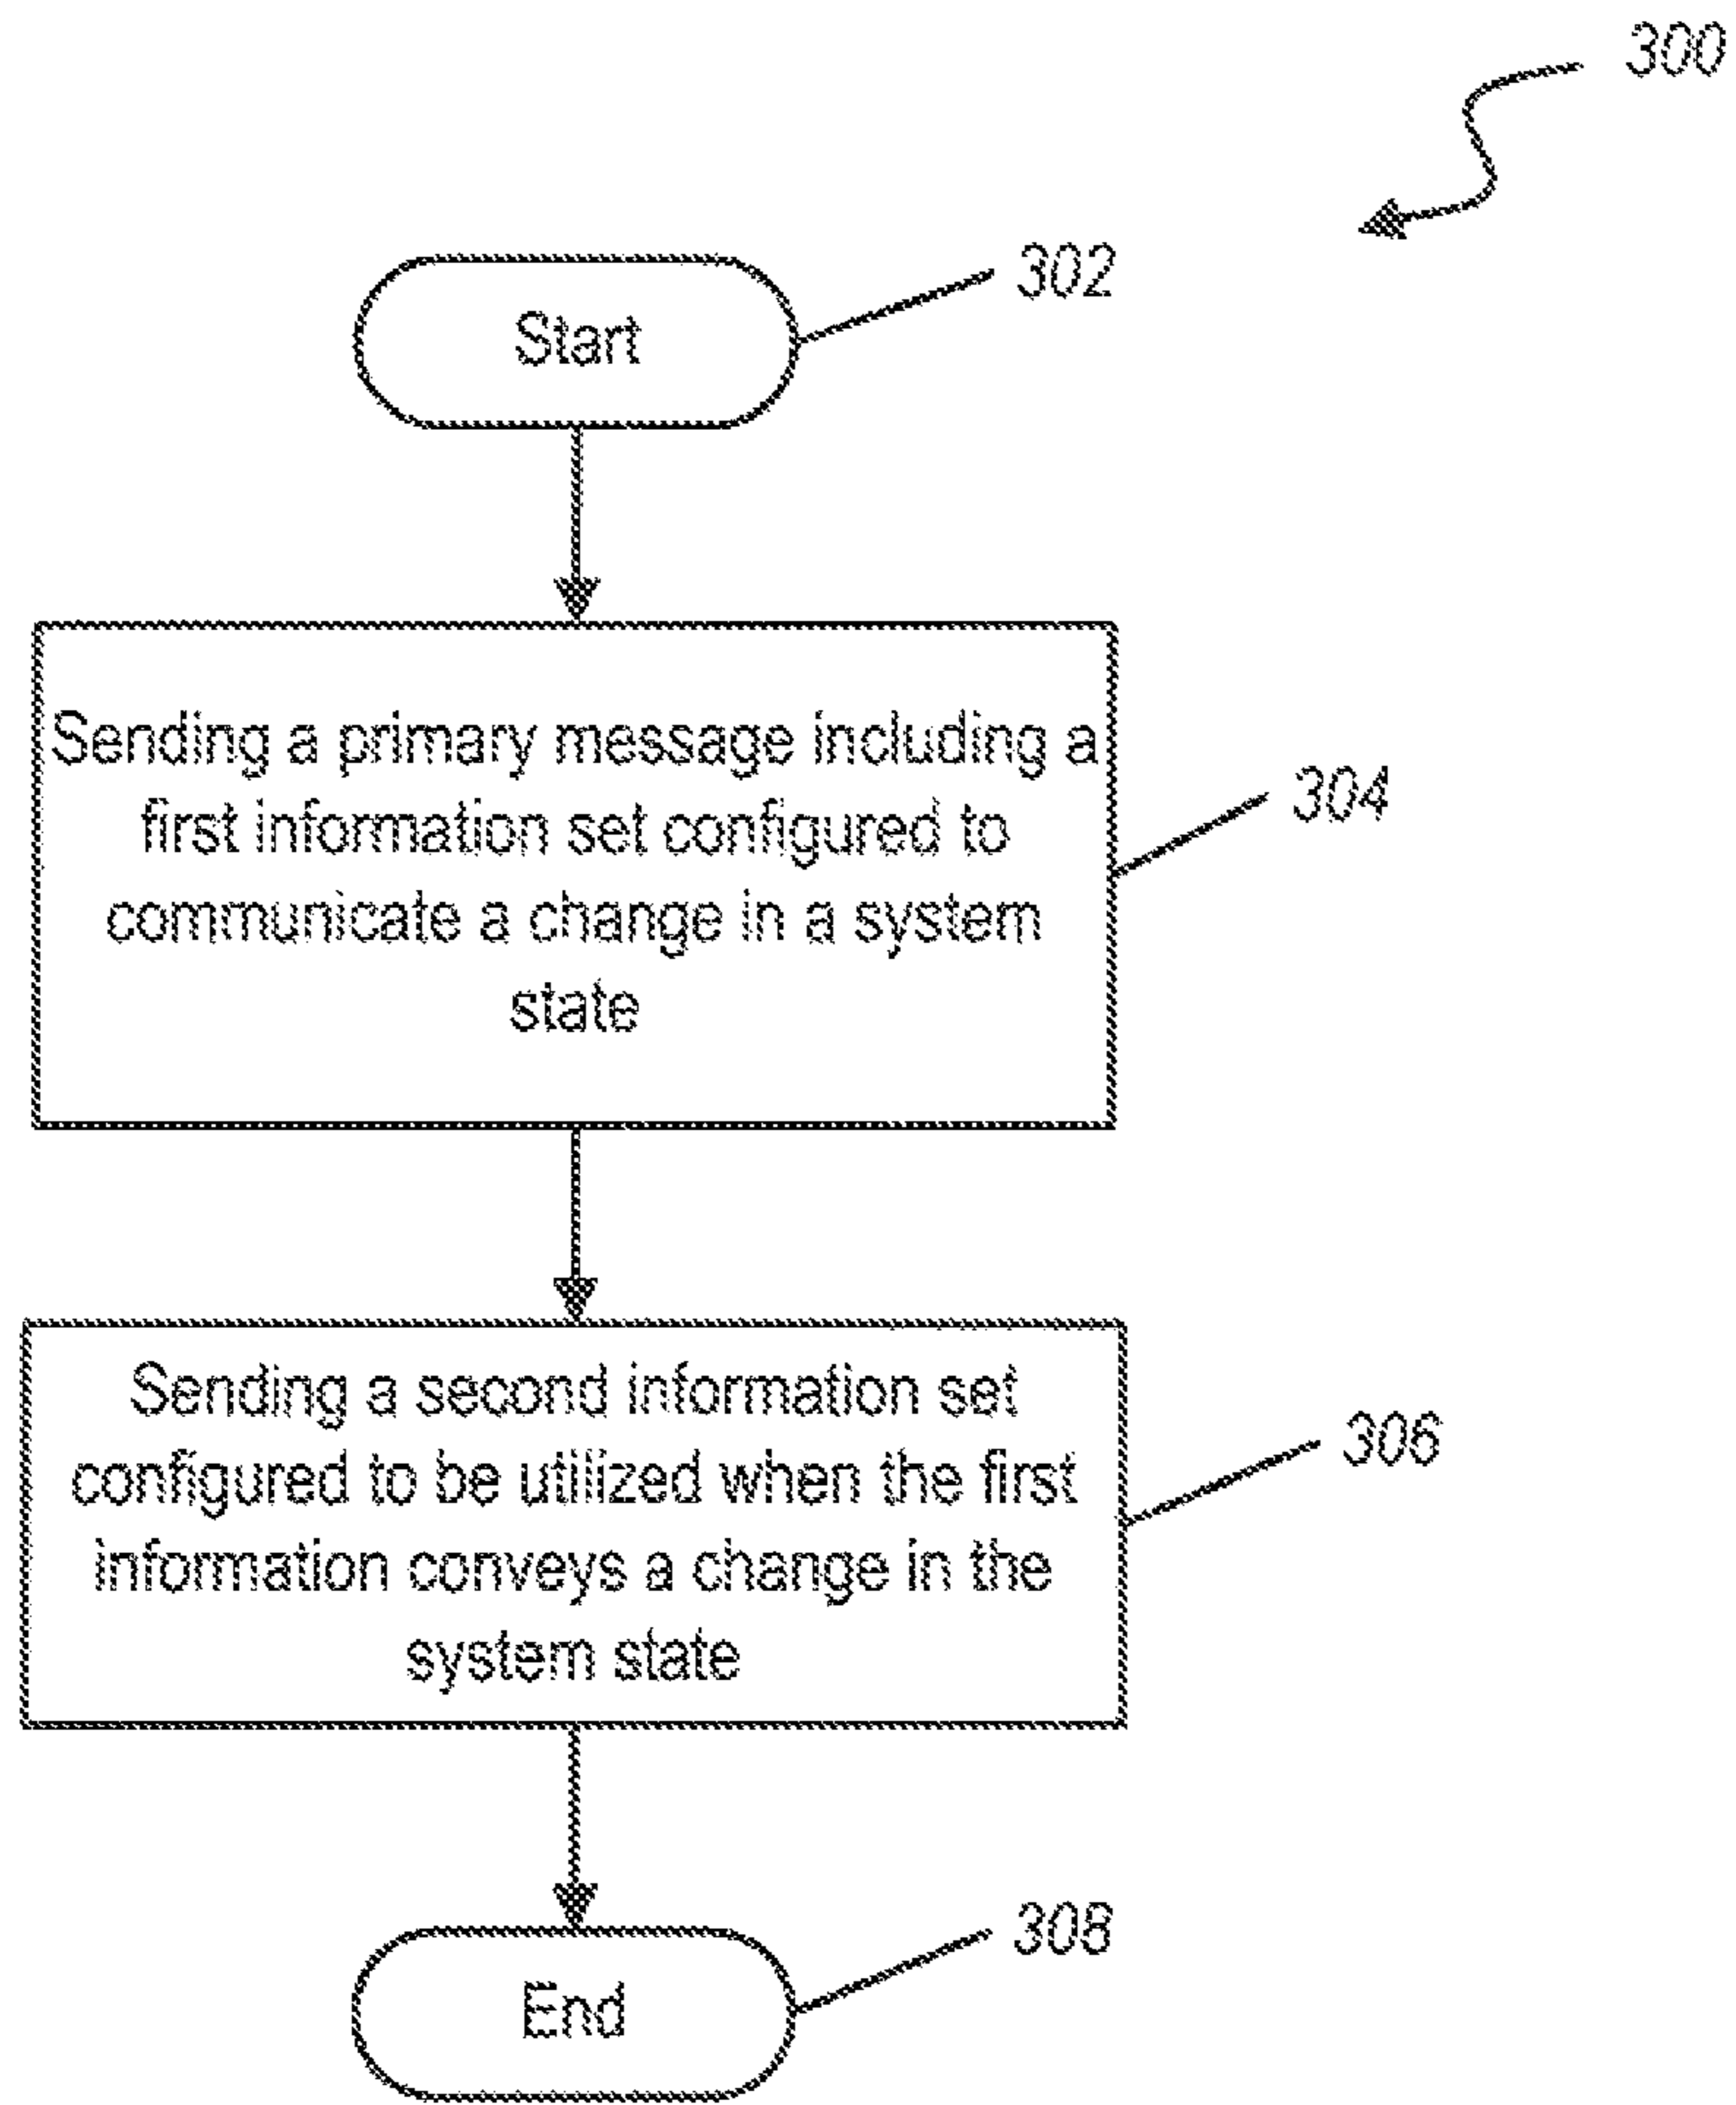 300
302
Start
Sending a primary message including a
first information set configured to
communicate a change in a system
state
304
Sending a second information set
configured to be utilized when the first
information conveys a change in the
system state
306
308
End